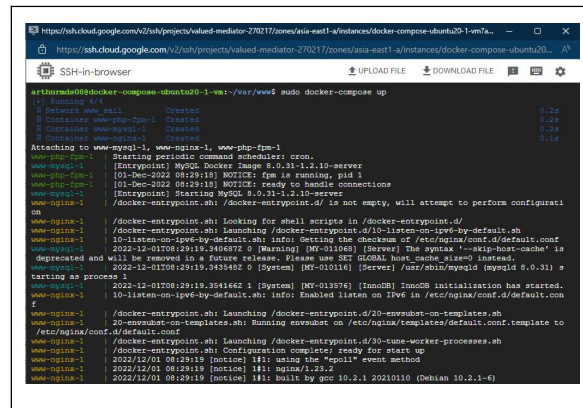 https://ssh.cloud.google.com/v2/ssh/projects/valued-mediator-270217/zones/asia-east1-a/instances/docker-compose-ubuntu20-1-vm?a...
https://ssh.cloud.google.com/v2/ssh/projects/valued-mediator-270217/zones/asia-east1-a/instances/docker-compose-ubuntu20...
SSH-in-browser
UPLOAD FILE
DOWNLOAD FILE
arthurmds08@docker-compose-ubuntu20-1-vm:~/var/www$ sudo docker-compose up
[+] Running 4/4
Network www_sail Created 0.2s
Container www-php-fpm-1 Created 0.2s
Container www-mysql-1 Created 0.2s
Container www-nginx-1 Created 0.1s
Attaching to www-mysql-1, www-nginx-1, www-php-fpm-1
www-php-fpm-1 | Starting periodic command scheduler: cron.
www-mysql-1 | [Entrypoint] MySQL Docker Image 8.0.31-1.2.10-server
www-php-fpm-1 | [01-Dec-2022 08:29:18] NOTICE: fpm is running, pid 1
www-php-fpm-1 | [01-Dec-2022 08:29:18] NOTICE: ready to handle connections
www-mysql-1 | [Entrypoint] Starting MySQL 8.0.31-1.2.10-server
www-nginx-1 | /docker-entrypoint.sh: /docker-entrypoint.d/ is not empty, will attempt to perform configurati
on
www-nginx-1 | /docker-entrypoint.sh: Looking for shell scripts in /docker-entrypoint.d/
www-nginx-1 | /docker-entrypoint.sh: Launching /docker-entrypoint.d/10-listen-on-ipv6-by-default.sh
www-nginx-1 | 10-listen-on-ipv6-by-default.sh: info: Getting the checksum of /etc/nginx/conf.d/default.conf
www-mysql-1 | 2022-12-01T08:29:19.340687Z 0 [Warning] [MY-011068] [Server] The syntax '--skip-host-cache' is
deprecated and will be removed in a future release. Please use SET GLOBAL host_cache_size=0 instead.
www-mysql-1 | 2022-12-01T08:29:19.343548Z 0 [System] [MY-010116] [Server] /usr/sbin/mysqld (mysqld 8.0.31) s
tarting as process 1
www-mysql-1 | 2022-12-01T08:29:19.354166Z 1 [System] [MY-013576] [InnoDB] InnoDB initialization has started.
www-nginx-1 | 10-listen-on-ipv6-by-default.sh: info: Enabled listen on IPv6 in /etc/nginx/conf.d/default.con
f
www-nginx-1 | /docker-entrypoint.sh: Launching /docker-entrypoint.d/20-envsubst-on-templates.sh
www-nginx-1 | 20-envsubst-on-templates.sh: Running envsubst on /etc/nginx/templates/default.conf.template to
/etc/nginx/conf.d/default.conf
www-nginx-1 | /docker-entrypoint.sh: Launching /docker-entrypoint.d/30-tune-worker-processes.sh
www-nginx-1 | /docker-entrypoint.sh: Configuration complete; ready for start up
www-nginx-1 | 2022/12/01 08:29:19 [notice] 1#1: using the "epoll" event method
www-nginx-1 | 2022/12/01 08:29:19 [notice] 1#1: nginx/1.23.2
www-nginx-1 | 2022/12/01 08:29:19 [notice] 1#1: built by gcc 10.2.1 20210110 (Debian 10.2.1-6)